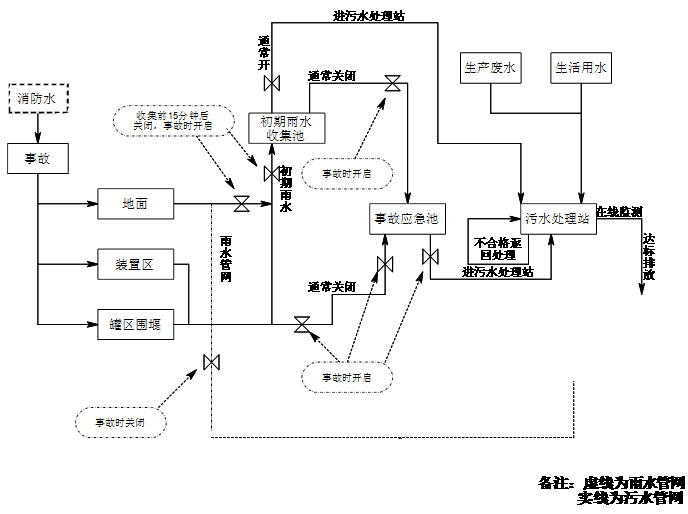 进污水处理站
通常开
通常关闭
生产废水
生活用水
消防水
收集前15分钟后
关闭，事故时开启
初期雨水
收集池
事故
事故时开启
初期雨水
地面
事故应急池
污水处理站
在线监测
不合格返
回处理
达标排放
雨水管网
装置区
进污水处理站
通常关闭
罐区围堰
事故时开启
事故时关闭
备注：虚线为雨水管网
实线为污水管网